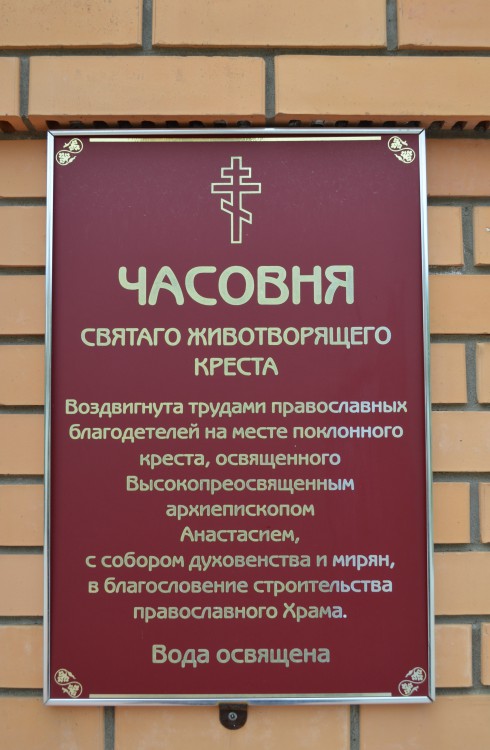 ЧАСОВНЯ
СВЯТАГО ЖИВОТВОРЯЩЕГО
КРЕСТА
Воздвигнута трудами православных
благодетелей на месте поклонного
креста, освященного
Высокопреосвященным
архиепископом
Анастасием,
с собором духовенства и мирян,
в благословение строительства
православного Храма.
Вода освящена